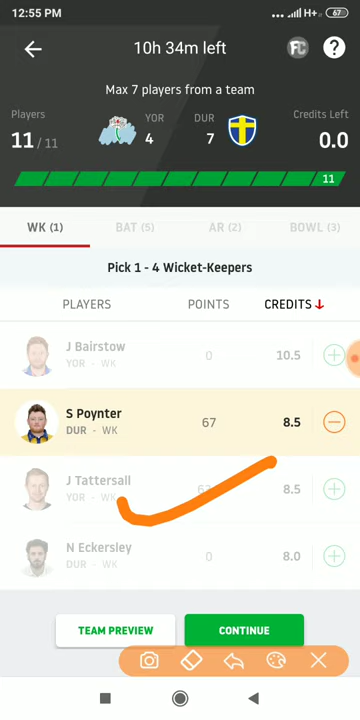 12:55 PM
H+
67
10h 34m left
FC
?
Max 7 players from a team
Players
YOR
DUR
Credits Left
11 / 11
4
7
0.0
11
WK (1)
BAT (5)
AR (2)
BOWL (3)
Pick 1 - 4 Wicket-Keepers
PLAYERS
POINTS
CREDITS
J Bairstow
YOR - WK
0
10.5
S Poynter
DUR - WK
67
8.5
J Tattersall
YOR - WK
8.5
N Eckersley
DUR - WK
0
8.0
TEAM PREVIEW
CONTINUE